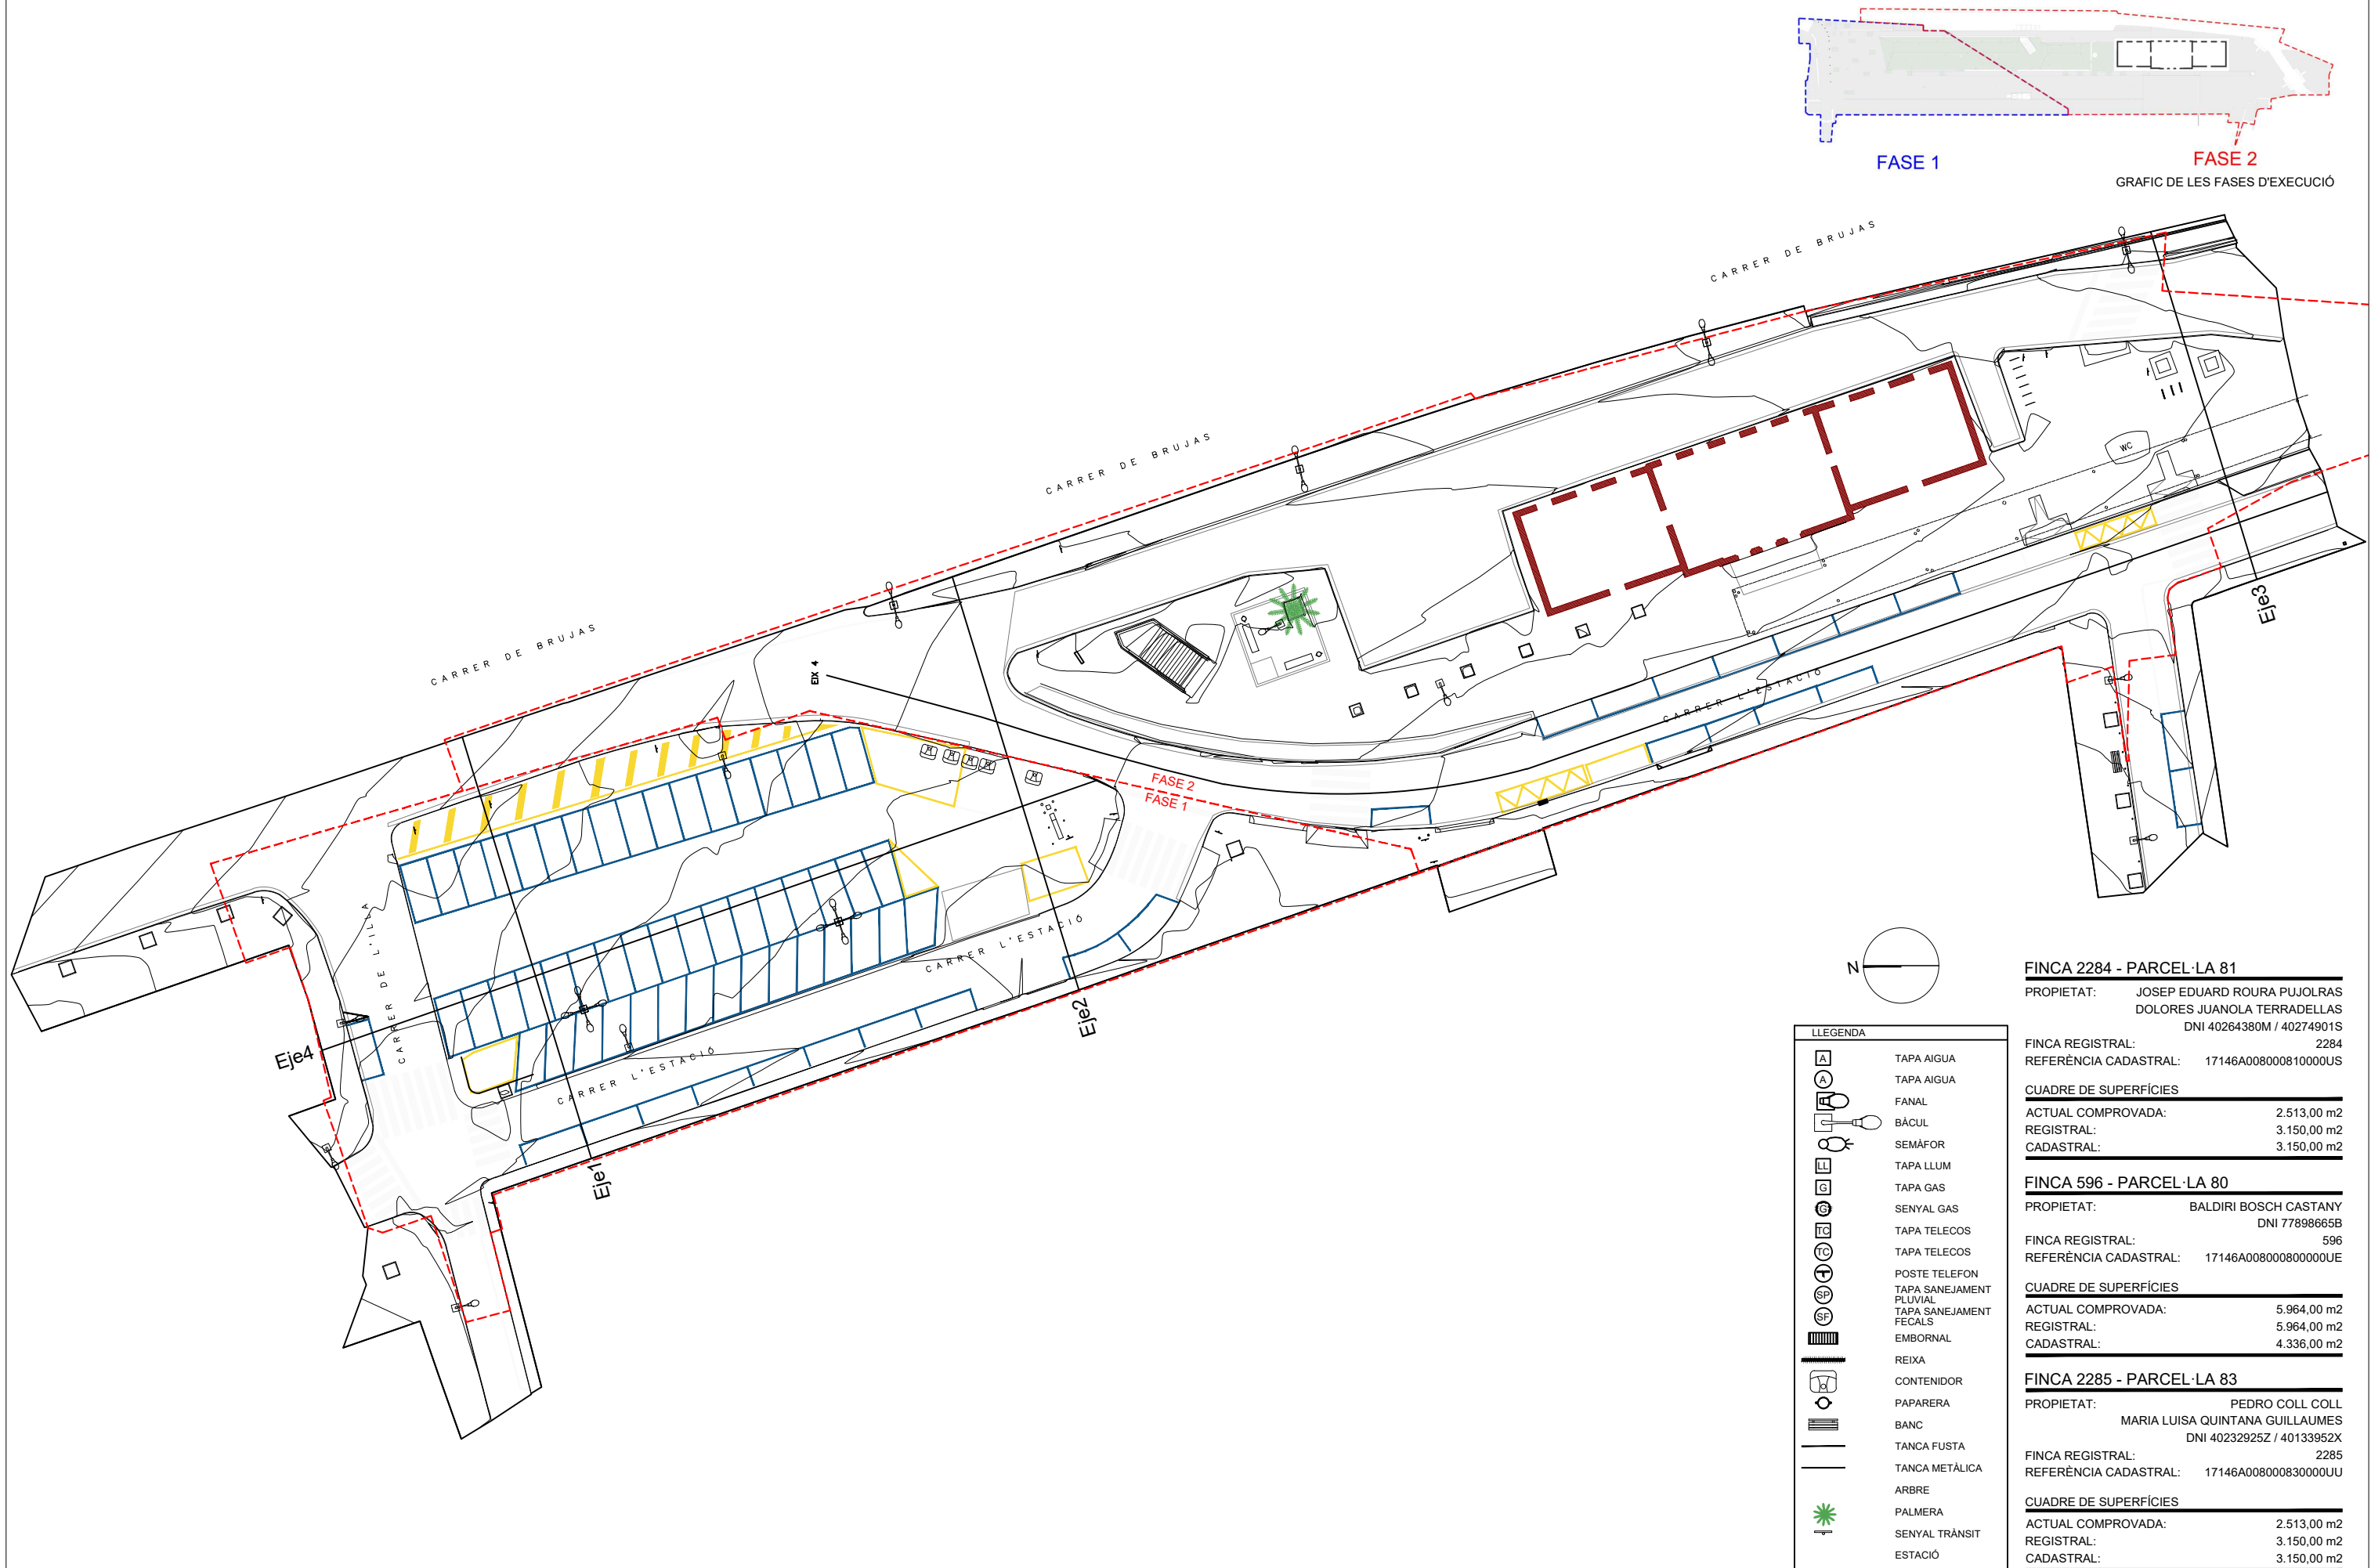 FASE 1
FASE 2
GRAFIC DE LES FASES D'EXECUCIÓ
CARRER DE BRUJAS
CARRER DE BRUJAS
CARRER DE BRUJAS
CARRER DE BRUJAS
EIX 4
WC
CARRER L'ESTACIÓ
FASE 2
FASE 1
Eje3
CARRER DE L'ILLA
CARRER L'ESTACIÓ
Eje2
Eje4
CARRER L'ESTACIÓ
Eje1
N
LLEGENDA
A TAPA AIGUA
A TAPA AIGUA
FANAL
BÀCUL
SEMÀFOR
LL TAPA LLUM
G TAPA GAS
G SENYAL GAS
TC TAPA TELECOS
TC TAPA TELECOS
POSTE TELEFON
SP TAPA SANEJAMENT
PLUVIAL
SF TAPA SANEJAMENT
FECALS
EMBORNAL
REIXA
CONTENIDOR
PAPARERA
BANC
TANCA FUSTA
TANCA METÀLICA
ARBRE
PALMERA
SENYAL TRÀNSIT
ESTACIÓ
FINCA 2284 - PARCEL·LA 81
PROPIETAT: JOSEP EDUARD ROURA PUJOLRAS
DOLORES JUANOLA TERRADELLAS
DNI 40264380M / 40274901S
FINCA REGISTRAL: 2284
REFERÈNCIA CADASTRAL: 17146A008000810000US
CUADRE DE SUPERFÍCIES
ACTUAL COMPROVADA: 2.513,00 m2
REGISTRAL: 3.150,00 m2
CADASTRAL: 3.150,00 m2
FINCA 596 - PARCEL·LA 80
PROPIETAT: BALDIRI BOSCH CASTANY
DNI 77898665B
FINCA REGISTRAL: 596
REFERÈNCIA CADASTRAL: 17146A008000800000UE
CUADRE DE SUPERFÍCIES
ACTUAL COMPROVADA: 5.964,00 m2
REGISTRAL: 5.964,00 m2
CADASTRAL: 4.336,00 m2
FINCA 2285 - PARCEL·LA 83
PROPIETAT: PEDRO COLL COLL
MARIA LUISA QUINTANA GUILLAUMES
DNI 40232925Z / 40133952X
FINCA REGISTRAL: 2285
REFERÈNCIA CADASTRAL: 17146A008000830000UU
CUADRE DE SUPERFÍCIES
ACTUAL COMPROVADA: 2.513,00 m2
REGISTRAL: 3.150,00 m2
CADASTRAL: 3.150,00 m2